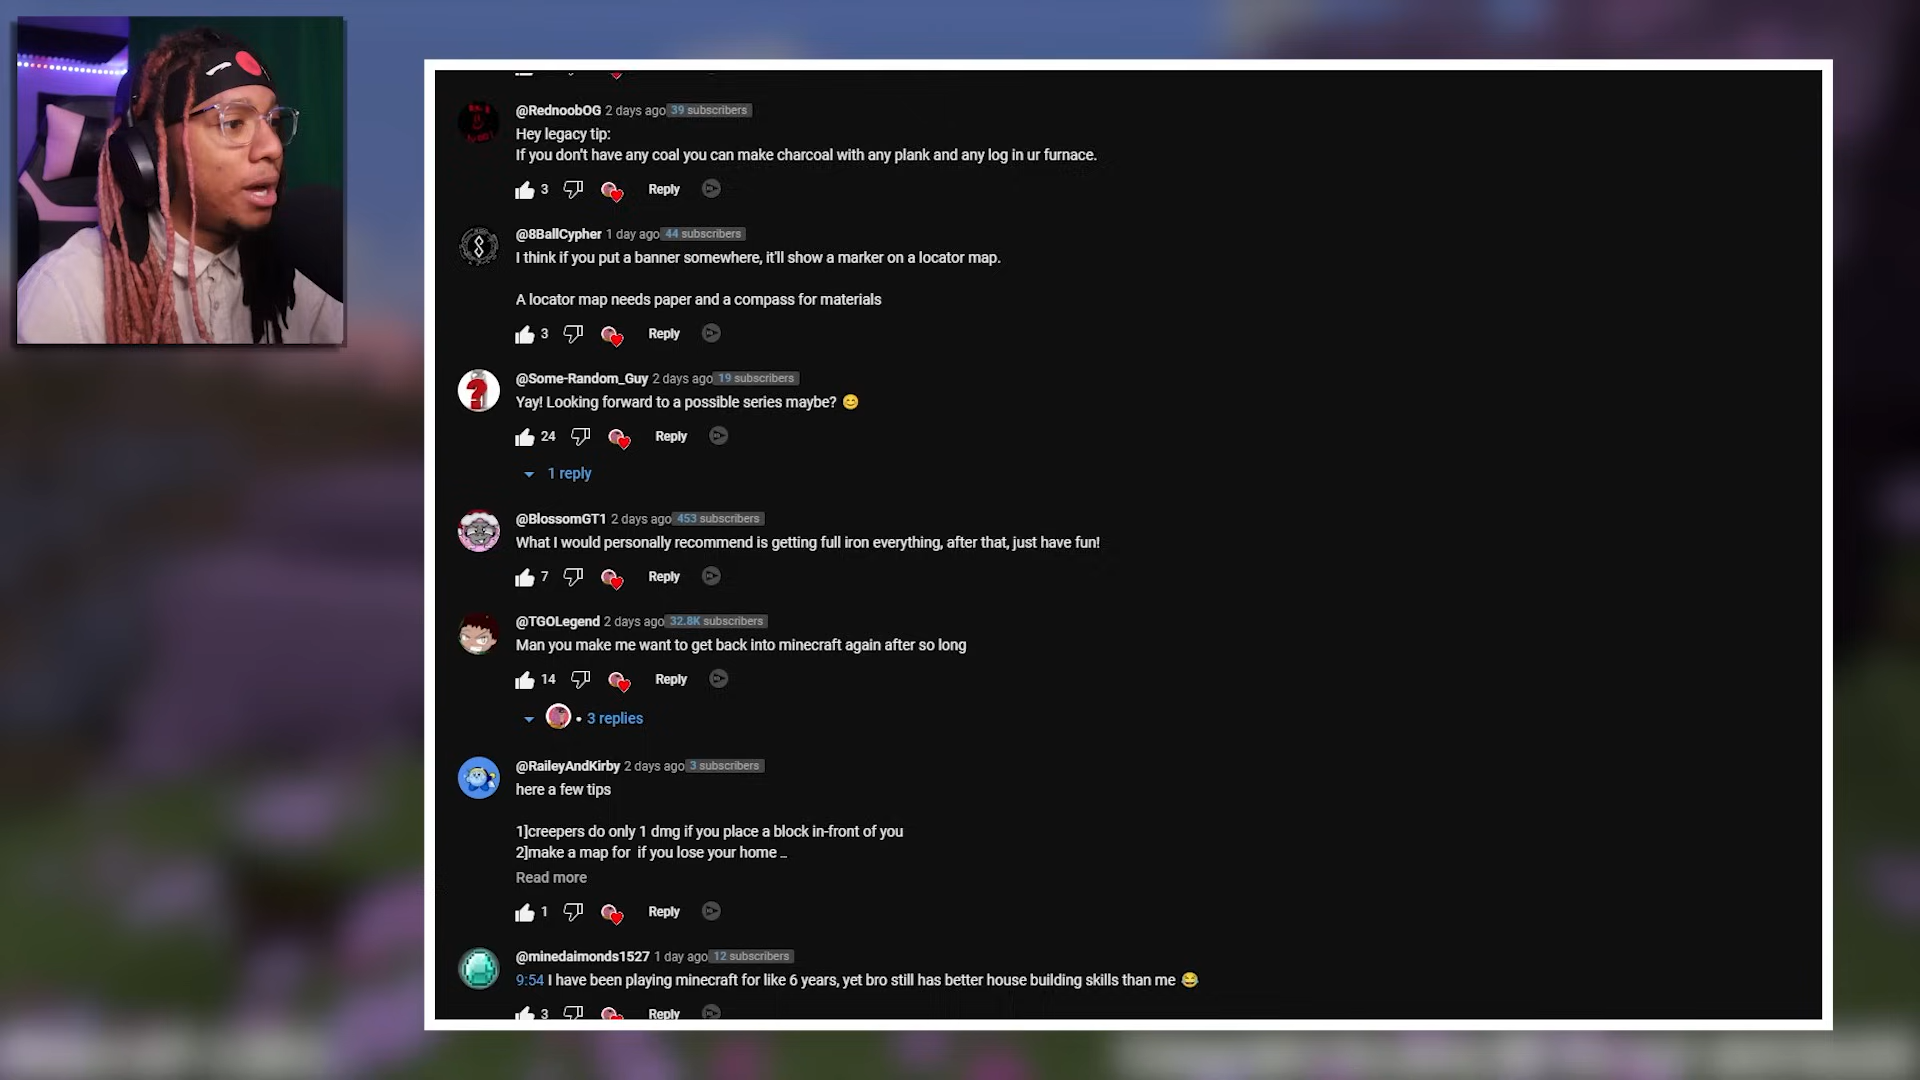 @RednoobOG 2 days ago 39 subscribers
Hey legacy tip:
If you don't have any coal you can make charcoal with any plank and any log in ur furnace.
3 Reply
@8BallCypher 1 day ago 44 subscribers
I think if you put a banner somewhere, it'll show a marker on a locator map.
A locator map needs paper and a compass for materials
3 Reply
@Some-Random_Guy 2 days ago 19 subscribers
Yay! Looking forward to a possible series maybe? 😊
24 Reply
1 reply
@BlossomGT1 2 days ago 453 subscribers
What I would personally recommend is getting full iron everything, after that, just have fun!
7 Reply
@TGOLegend 2 days ago 32.8K subscribers
Man you make me want to get back into minecraft again after so long
14 Reply
• 3 replies
@RaileyAndKirby 2 days ago 3 subscribers
here a few tips
1]creepers do only 1 dmg if you place a block in-front of you
2]make a map for if you lose your home ...
Read more
1 Reply
@minedaimonds1527 1 day ago 12 subscribers
9:54 I have been playing minecraft for like 6 years, yet bro still has better house building skills than me 😂
3 Reply